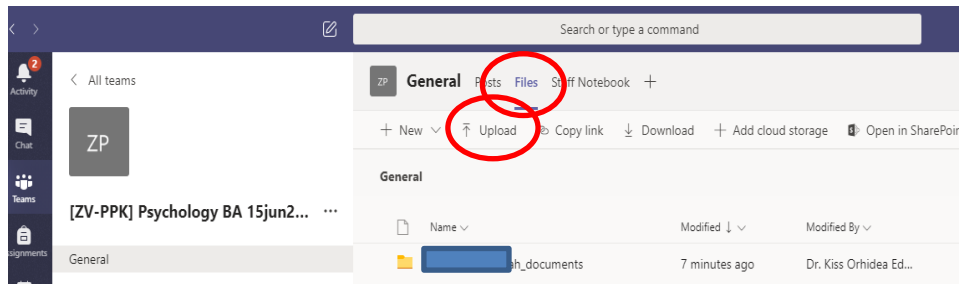 Search or type a command
2
Activity
Chat
Teams
ssignments
All teams
ZP
[ZV-PPK] Psychology BA 15jun2... ...
General
ZP General Posts Files Staff Notebook
New Upload Copy link Download Add cloud storage Open in SharePoin
General
Name Modified Modified By
ah_documents 7 minutes ago Dr. Kiss Orhidea Ed...